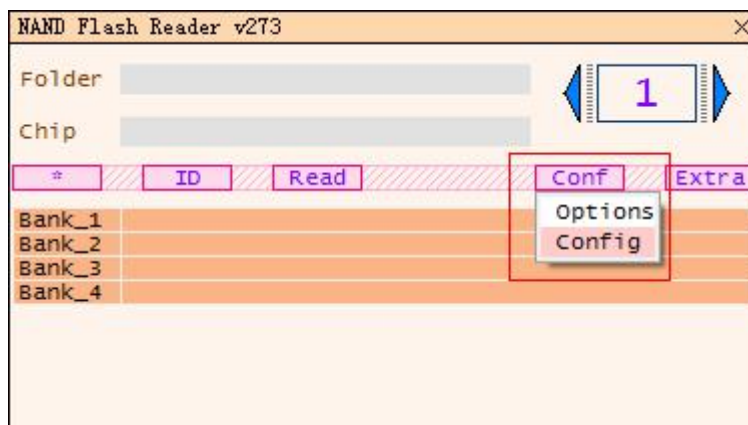 NAND Flash Reader v273
Folder
1
Chip
* ID Read Conf Extra
Options
Config
Bank_1
Bank_2
Bank_3
Bank_4